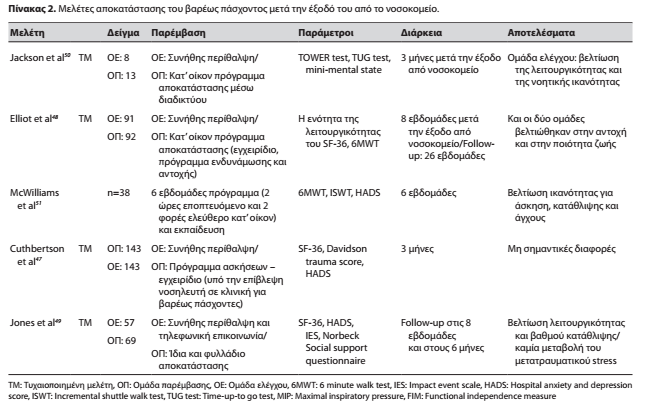 Πίνακας 2. Μελέτες αποκατάστασης του βαρέως πάσχοντος μετά την έξοδό του από το νοσοκομείο.
Μελέτη Δείγμα Παρέμβαση Παράμετροι Διάρκεια Αποτελέσματα
Jackson et al50 ΤΜ ΟΕ: 8 ΟΕ: Συνήθης περίθαλψη/ TOWER test, TUG test, 3 μήνες μετά την έξοδο Ομάδα ελέγχου: βελτίωση
ΟΠ: 13 ΟΠ: Κατ’ οίκον πρόγραμμα mini-mental state από νοσοκομείο της λειτουργικότητας και
αποκατάστασης μέσω της νοητικής ικανότητας
διαδικτύου
Elliot et al48 ΤΜ ΟΕ: 91 ΟΕ: Συνήθης περίθαλψη/ Η ενότητα της 8 εβδομάδες μετά Και οι δύο ομάδες
ΟΠ: 92 ΟΠ: Κατ’ οίκον πρόγραμμα λειτουργικότητας την έξοδο από βελτιώθηκαν στην αντοχή
αποκατάστασης (εγχειρίδιο, του SF-36, 6MWT νοσοκομείο/Follow- και στην ποιότητα ζωής
πρόγραμμα ενδυνάμωσης και up: 26 εβδομάδες
αντοχής)
McWilliams n=38 6 εβδομάδες πρόγραμμα (2 6MWT, ISWT, HADS 6 εβδομάδες Βελτίωση ικανότητας για
et al51 ώρες εποπτευόμενο και 2 άσκηση, κατάθλιψης και
φορές ελεύθερο κατ’ οίκον) άγχους
και εκπαίδευση
Cuthbertson ΤΜ ΟΠ: 143 ΟΕ: Συνήθης περίθαλψη/ SF-36, Davidson 3 μήνες Μη σημαντικές διαφορές
et al47 ΟΕ: 143 ΟΠ: Πρόγραμμα ασκήσεων – trauma score,
εγχειρίδιο (υπό την επίβλεψη HADS
νοσηλευτή σε κλινική για
βαρέως πάσχοντες)
Jones et al49 ΤΜ ΟΕ: 57 ΟΕ: Συνήθης περίθαλψη και SF-36, HADS, Follow-up στις 8 Βελτίωση λειτουργικότητας
ΟΠ: 69 τηλεφωνική επικοινωνία/ IES, Norbeck εβδομάδες και βαθμού κατάθλιψης/
ΟΠ: Ίδια και φυλλάδιο Social support και στους 6 μήνες καμία μεταβολή του
αποκατάστασης questionnaire μετατραυματικού stress
ΤΜ: Τυχαιοποιημένη μελέτη, ΟΠ: Ομάδα παρέμβασης, ΟΕ: Ομάδα ελέγχου, 6MWT: 6 minute walk test, IES: Impact event scale, HADS: Hospital anxiety and depression
score, ISWT: Incremental shuttle walk test, TUG test: Time-up-to go test, MIP: Maximal inspiratory pressure, FIM: Functional independence measure